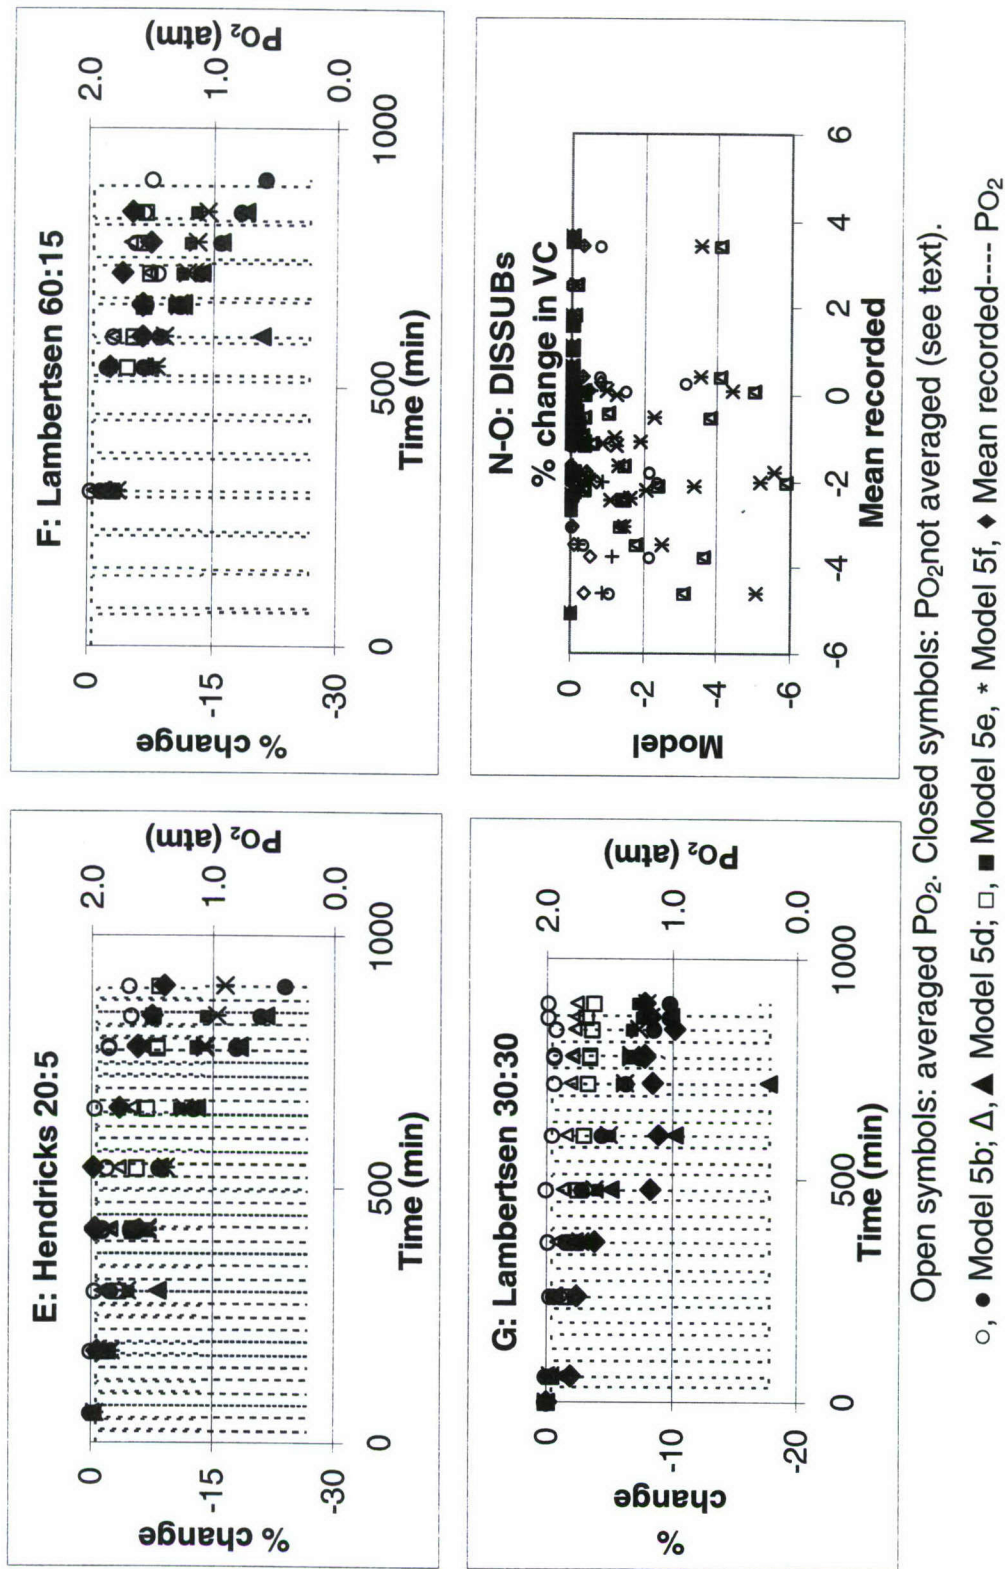 E: Hendricks 20:5
0
-15
-30
% change
2.0
1.0
0.0
PO2 (atm)
0
500
1000
Time (min)
F: Lambertsen 60:15
0
-15
-30
% change
2.0
1.0
0.0
PO2 (atm)
0
500
1000
Time (min)
G: Lambertsen 30:30
0
-10
-20
% change
2.0
1.0
0.0
PO2 (atm)
0
500
1000
Time (min)
N-O: DISSUBs
% change in VC
0
-2
-4
-6
Model
-6
-4
-2
0
2
4
6
Mean recorded
Open symbols: averaged PO2. Closed symbols: PO2not averaged (see text).
○, ● Model 5b; Δ, ▲ Model 5d; □, ■ Model 5e, * Model 5f, ◆ Mean recorded---- PO2